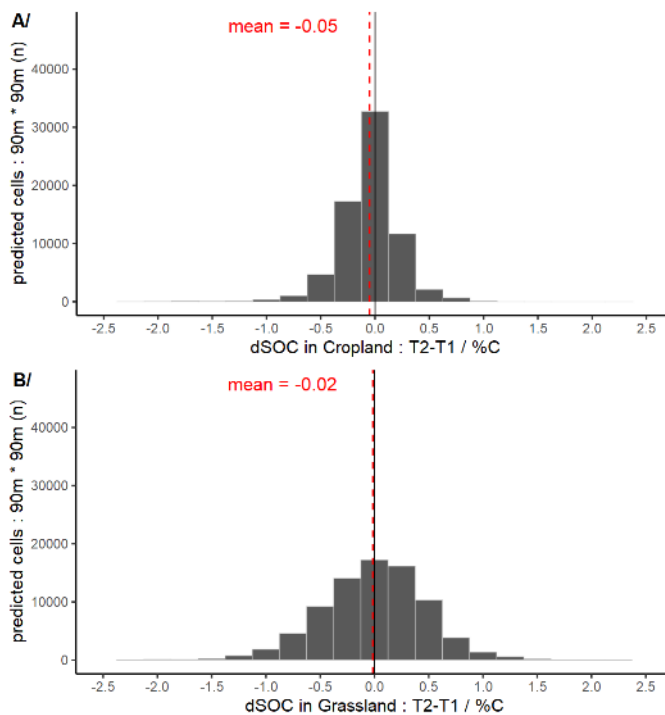 A/
mean = -0.05
predicted cells : 90m * 90m (n)
40000
30000
20000
10000
0
-2.5 -2.0 -1.5 -1.0 -0.5 0.0 0.5 1.0 1.5 2.0 2.5
dSOC in Cropland : T2-T1 / %C
B/
mean = -0.02
predicted cells : 90m * 90m (n)
40000
30000
20000
10000
0
-2.5 -2.0 -1.5 -1.0 -0.5 0.0 0.5 1.0 1.5 2.0 2.5
dSOC in Grassland : T2-T1 / %C